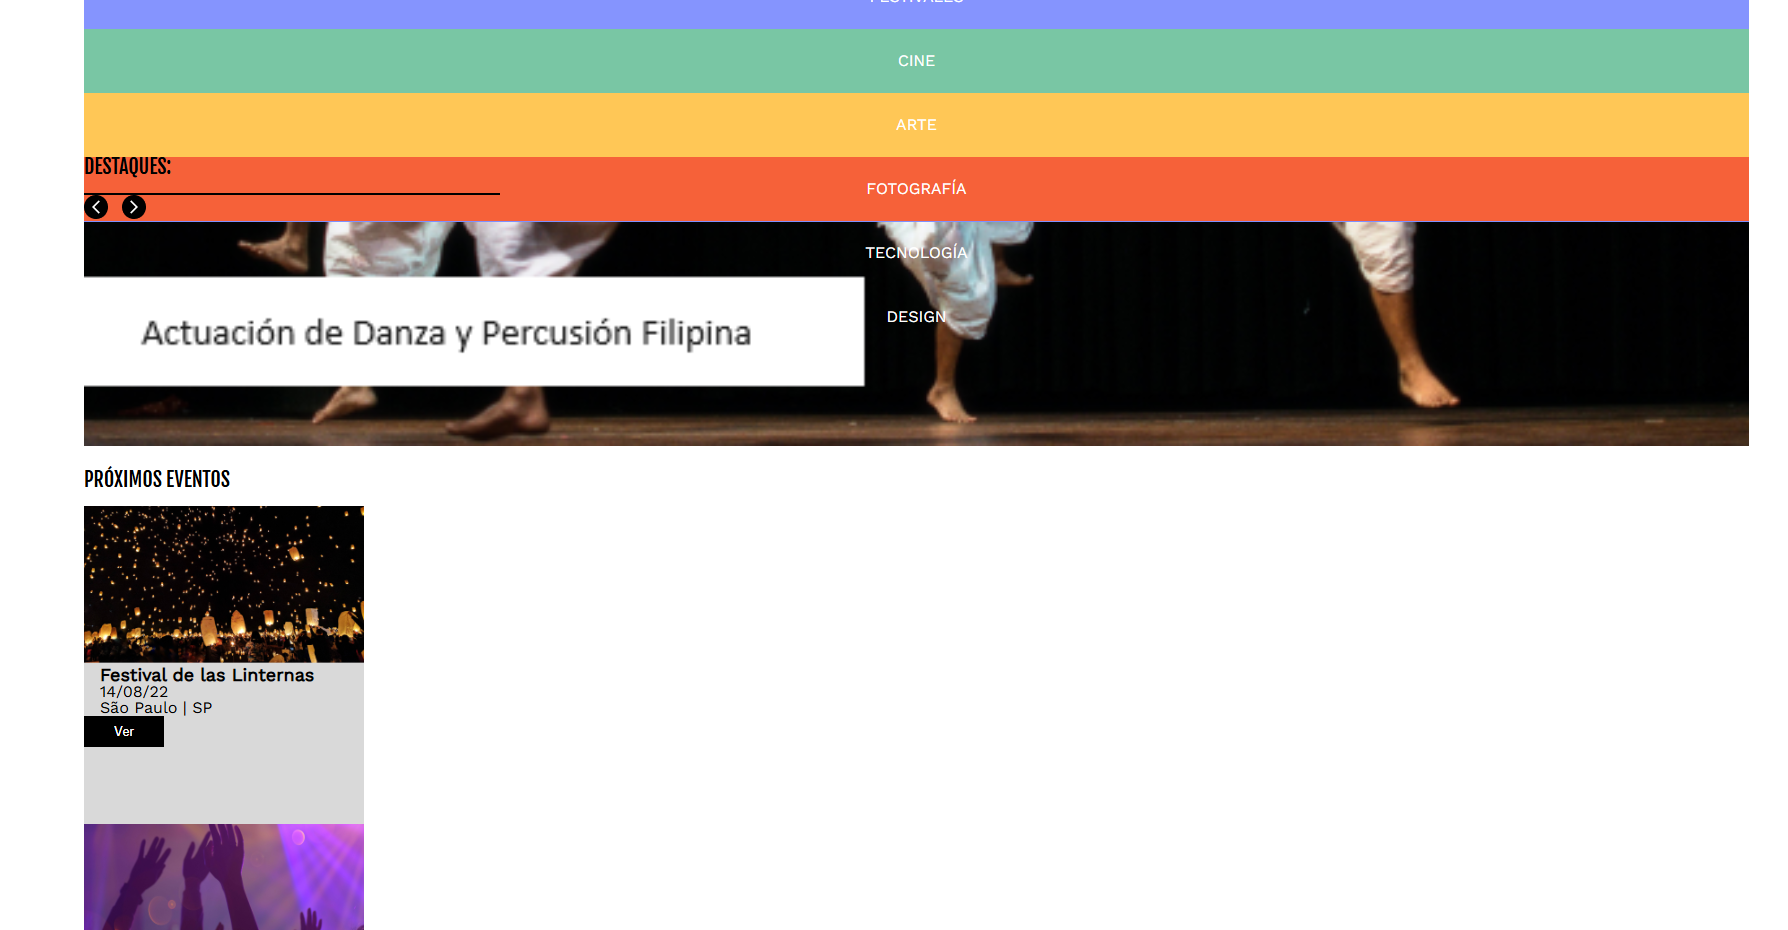 CINE
ARTE
DESTAQUES:
FOTOGRAFÍA
TECNOLOGÍA
DESIGN
Actuación de Danza y Percusión Filipina
PRÓXIMOS EVENTOS
Festival de las Linternas
14/08/22
São Paulo | SP
Ver